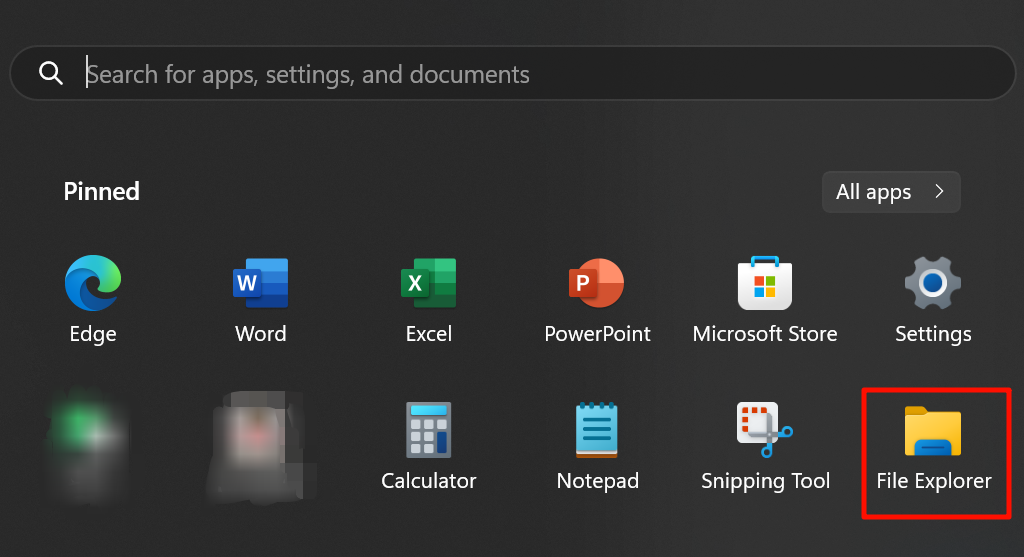 Search for apps, settings, and documents
Pinned
All apps
Edge
Word
Excel
PowerPoint
Microsoft Store
Settings
Calculator
Notepad
Snipping Tool
File Explorer